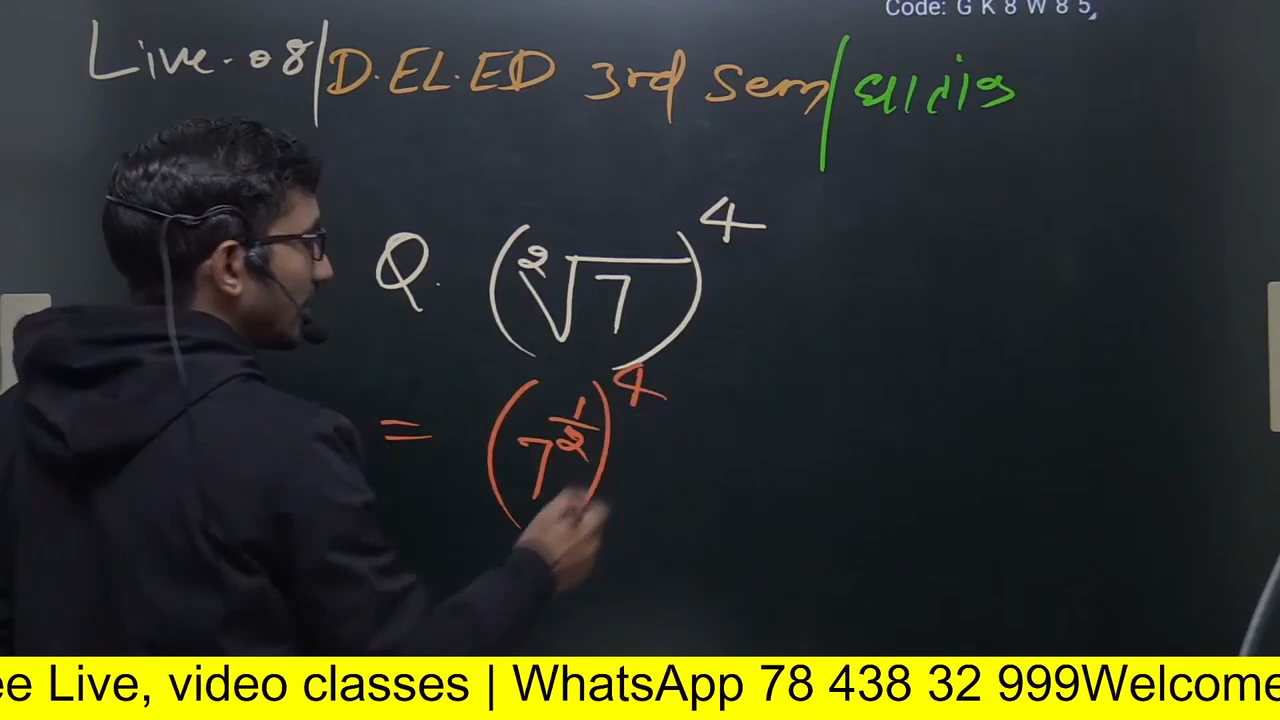 Code: G K 8 W 8 5
Live-08/D.EL.ED 3rd Sem/घातांक
Q. (²√7)⁴
= (7^(1/2))⁴
ee Live, video classes | WhatsApp 78 438 32 999Welcome